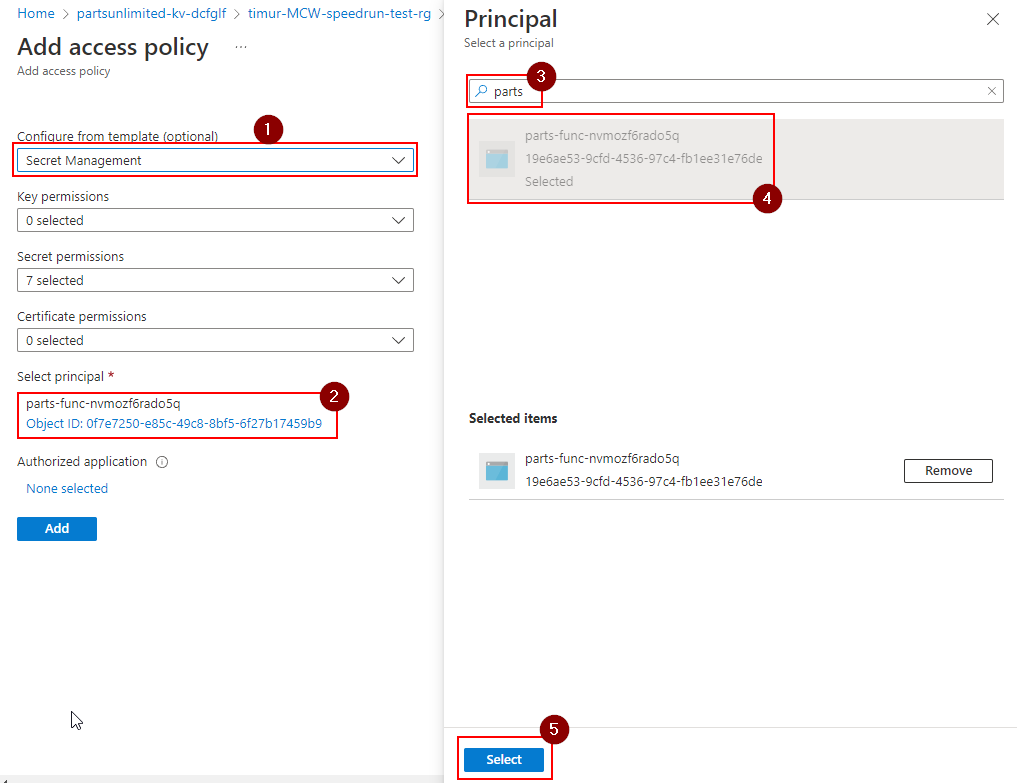 Home > partsunlimited-kv-dcfglf > timur-MCW-speedrun-test-rg >
Add access policy ...
Add access policy
Configure from template (optional)
1
Secret Management
Key permissions
0 selected
Secret permissions
7 selected
Certificate permissions
0 selected
Select principal *
2
parts-func-nvmozf6rado5q
Object ID: 0f7e7250-e85c-49c8-8bf5-6f27b17459b9
Authorized application
None selected
Add
Principal
Select a principal
3
parts
parts-func-nvmozf6rado5q
19e6ae53-9cfd-4536-97c4-fb1ee31e76de
Selected
4
Selected items
parts-func-nvmozf6rado5q
19e6ae53-9cfd-4536-97c4-fb1ee31e76de
Remove
5
Select